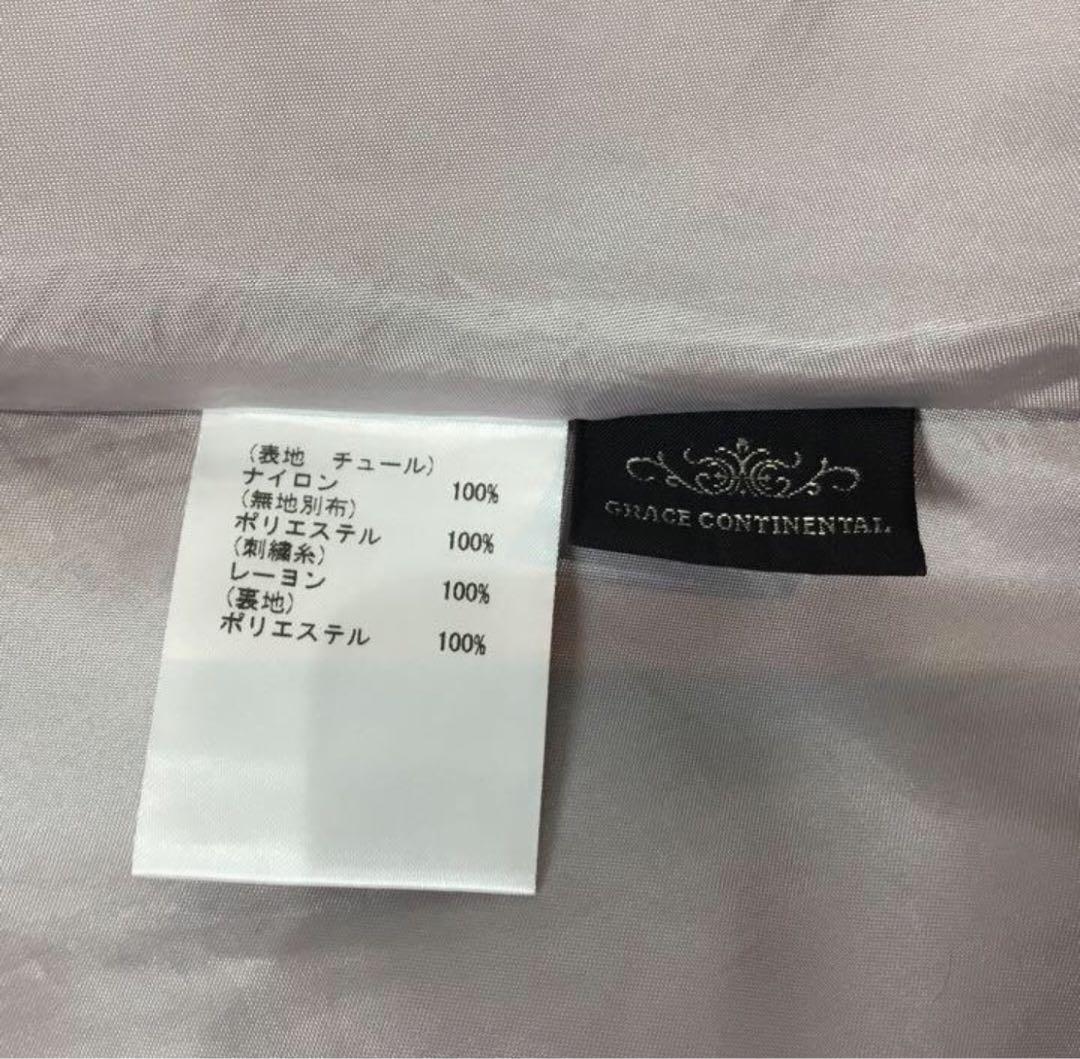 (表地　チュール)
ナイロン 100%
(無地別布)
ポリエステル 100%
(刺繍糸)
レーヨン 100%
(裏地)
ポリエステル 100%
GRACE CONTINENTAL